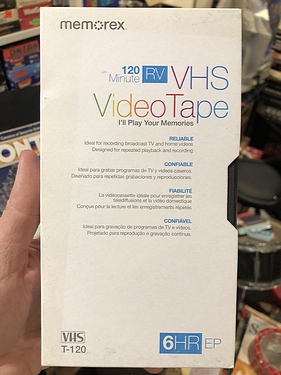 memorex
120
Minute RV VHS
VideoTape
I'll Play Your Memories
RELIABLE
Ideal for recording broadcast TV and home videos
Designed for repeated playback and recording
CONFIABLE
Ideal para grabar programas de TV y videos caseros.
Diseñado para repetidas grabaciones y reproducciones.
FIABILITÉ
La vidéocassette idéale pour enregistrer les
télédiffusions et la vidéo domestique
Conçue pour la lecture et les enregistrements répétés
CONFIÁVEL
Ideal para gravação de programas de TV e vídeo.
Projetado para reprodução e gravação contínua.
VHS
T-120
6HR EP